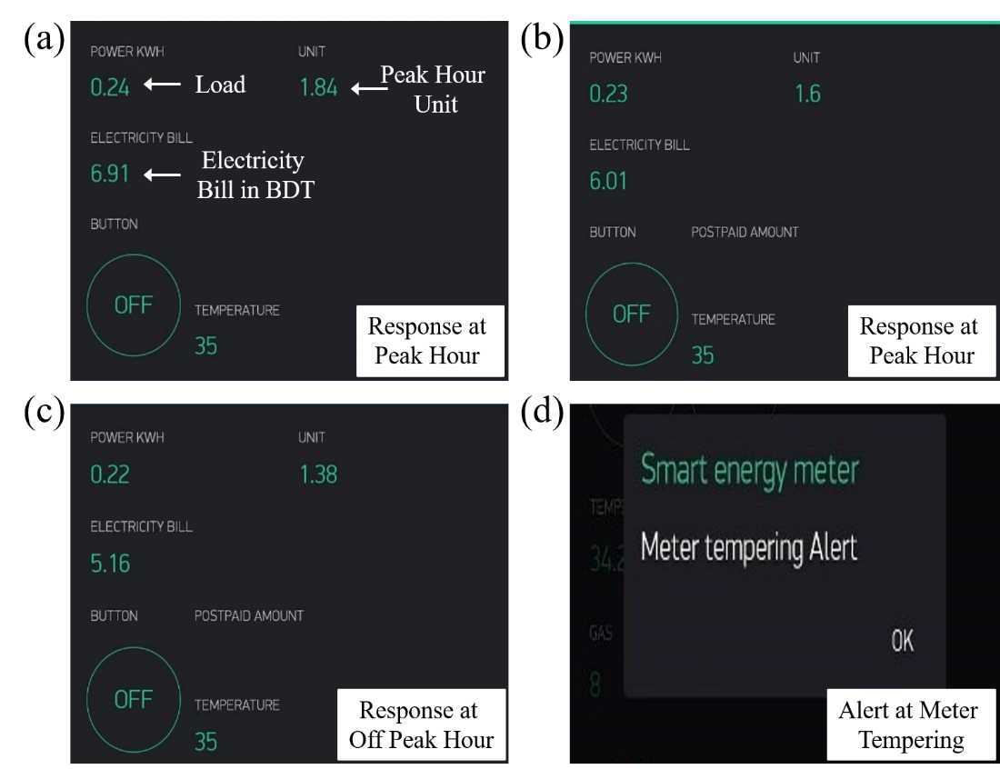 (a)
POWER KWH
UNIT
0.24
Load
1.84
Peak Hour
Unit
ELECTRICITY BILL
6.91
Electricity
Bill in BDT
BUTTON
OFF
TEMPERATURE
35
Response at
Peak Hour
(b)
POWER KWH
UNIT
0.23
1.6
ELECTRICITY BILL
6.01
BUTTON
POSTPAID AMOUNT
OFF
TEMPERATURE
35
Response at
Peak Hour
(c)
POWER KWH
UNIT
0.22
1.38
ELECTRICITY BILL
5.16
BUTTON
POSTPAID AMOUNT
OFF
TEMPERATURE
35
Response at
Off Peak Hour
(d)
Smart energy meter
Meter tempering Alert
TEMP
34.2
GAS
8
OK
Alert at Meter
Tempering